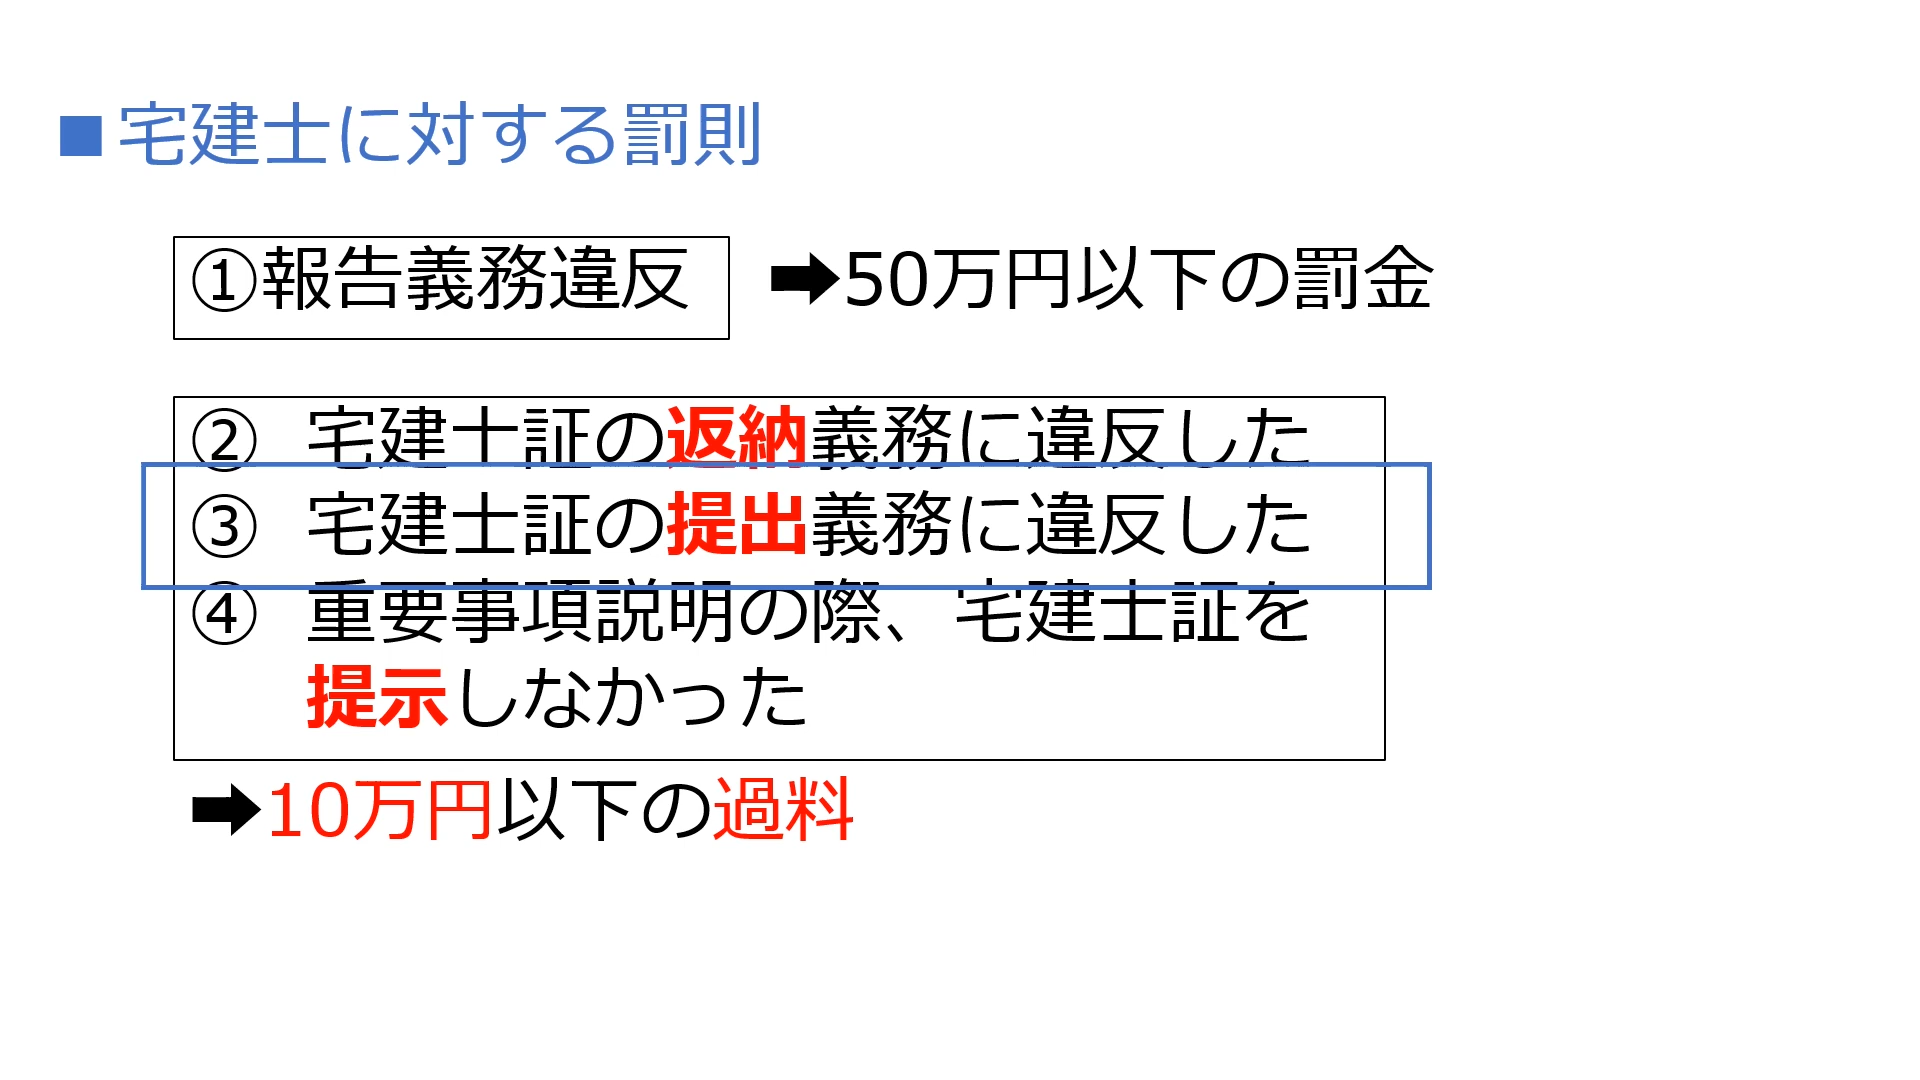 ■宅建士に対する罰則
①報告義務違反 ➡50万円以下の罰金
② 宅建士証の返納義務に違反した
③ 宅建士証の提出義務に違反した
④ 重要事項説明の際、宅建士証を
提示しなかった
➡10万円以下の過料